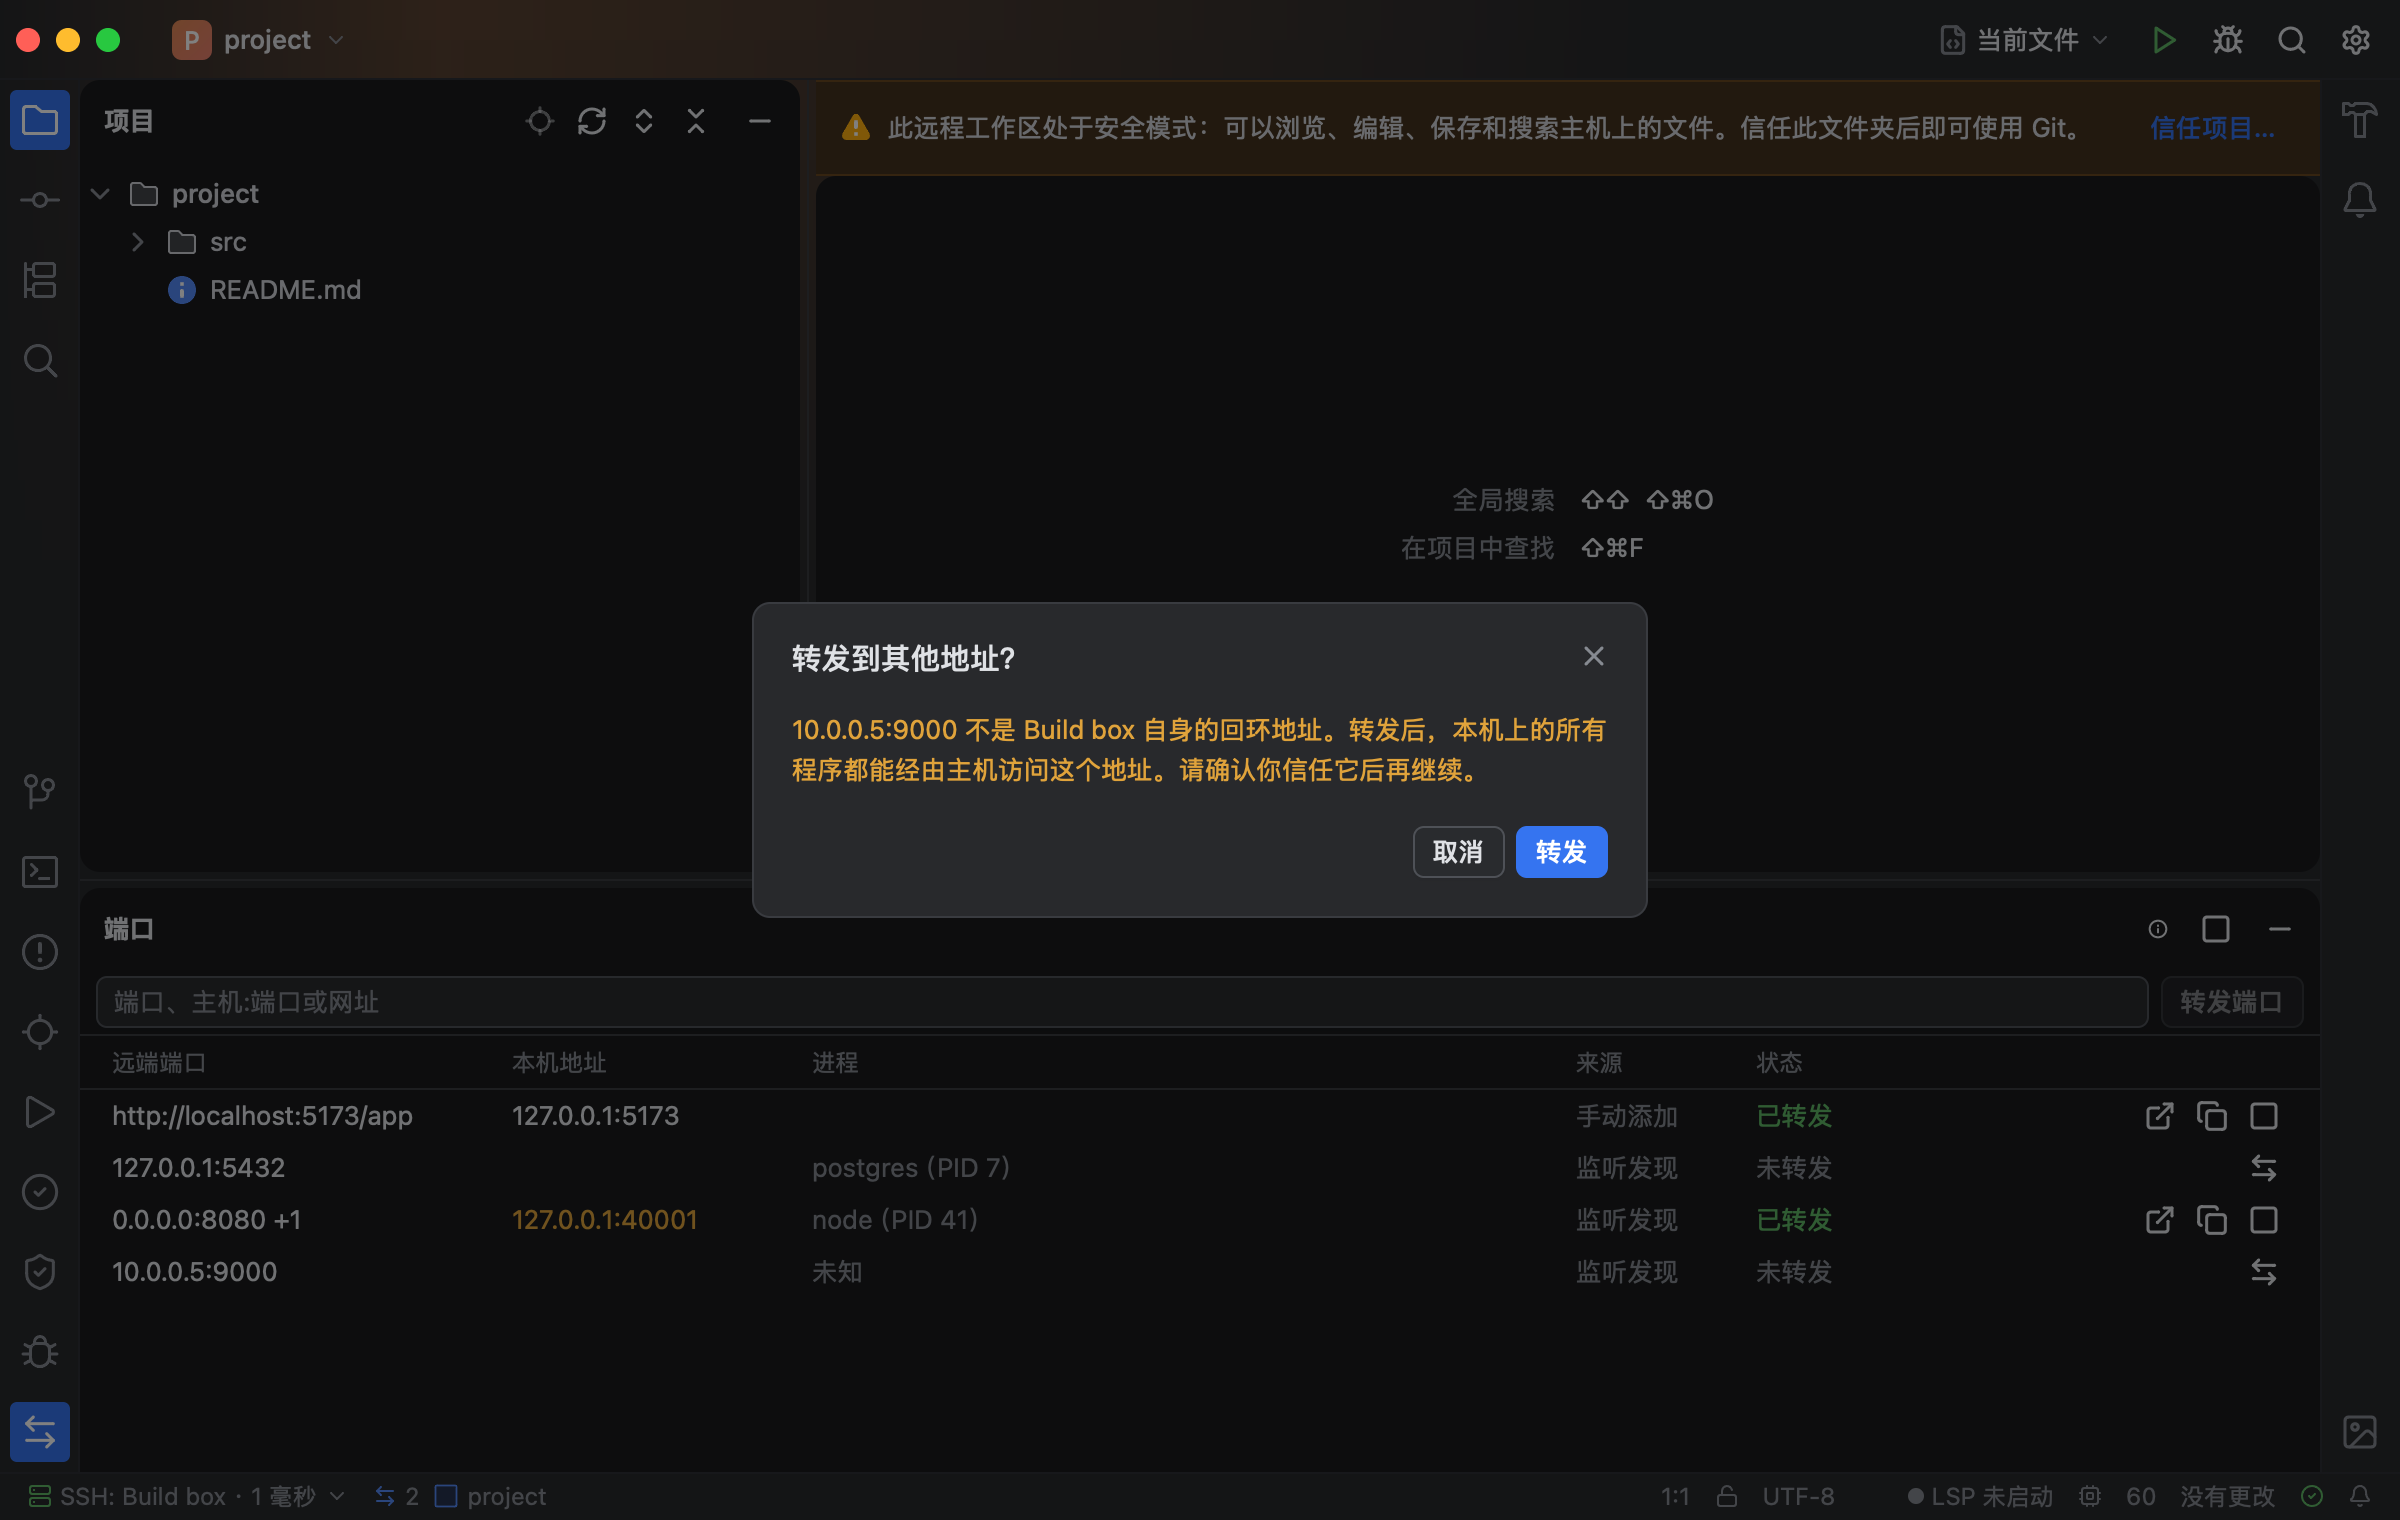 P project
当前文件
项目
此远程工作区处于安全模式：可以浏览、编辑、保存和搜索主机上的文件。信任此文件夹后即可使用 Git。 信任项目...
project
src
README.md
全局搜索 ⇧⇧ ⇧⌘O
在项目中查找 ⇧⌘F
转发到其他地址?
10.0.0.5:9000 不是 Build box 自身的回环地址。转发后，本机上的所有
程序都能经由主机访问这个地址。请确认你信任它后再继续。
取消 转发
端口
端口、主机:端口或网址 转发端口
远端端口 本机地址 进程 来源 状态
http://localhost:5173/app 127.0.0.1:5173 手动添加 已转发
127.0.0.1:5432 postgres (PID 7) 监听发现 未转发
0.0.0.0:8080 +1 127.0.0.1:40001 node (PID 41) 监听发现 已转发
10.0.0.5:9000 未知 监听发现 未转发
SSH: Build box · 1 毫秒 2 project 1:1 UTF-8 LSP 未启动 60 没有更改